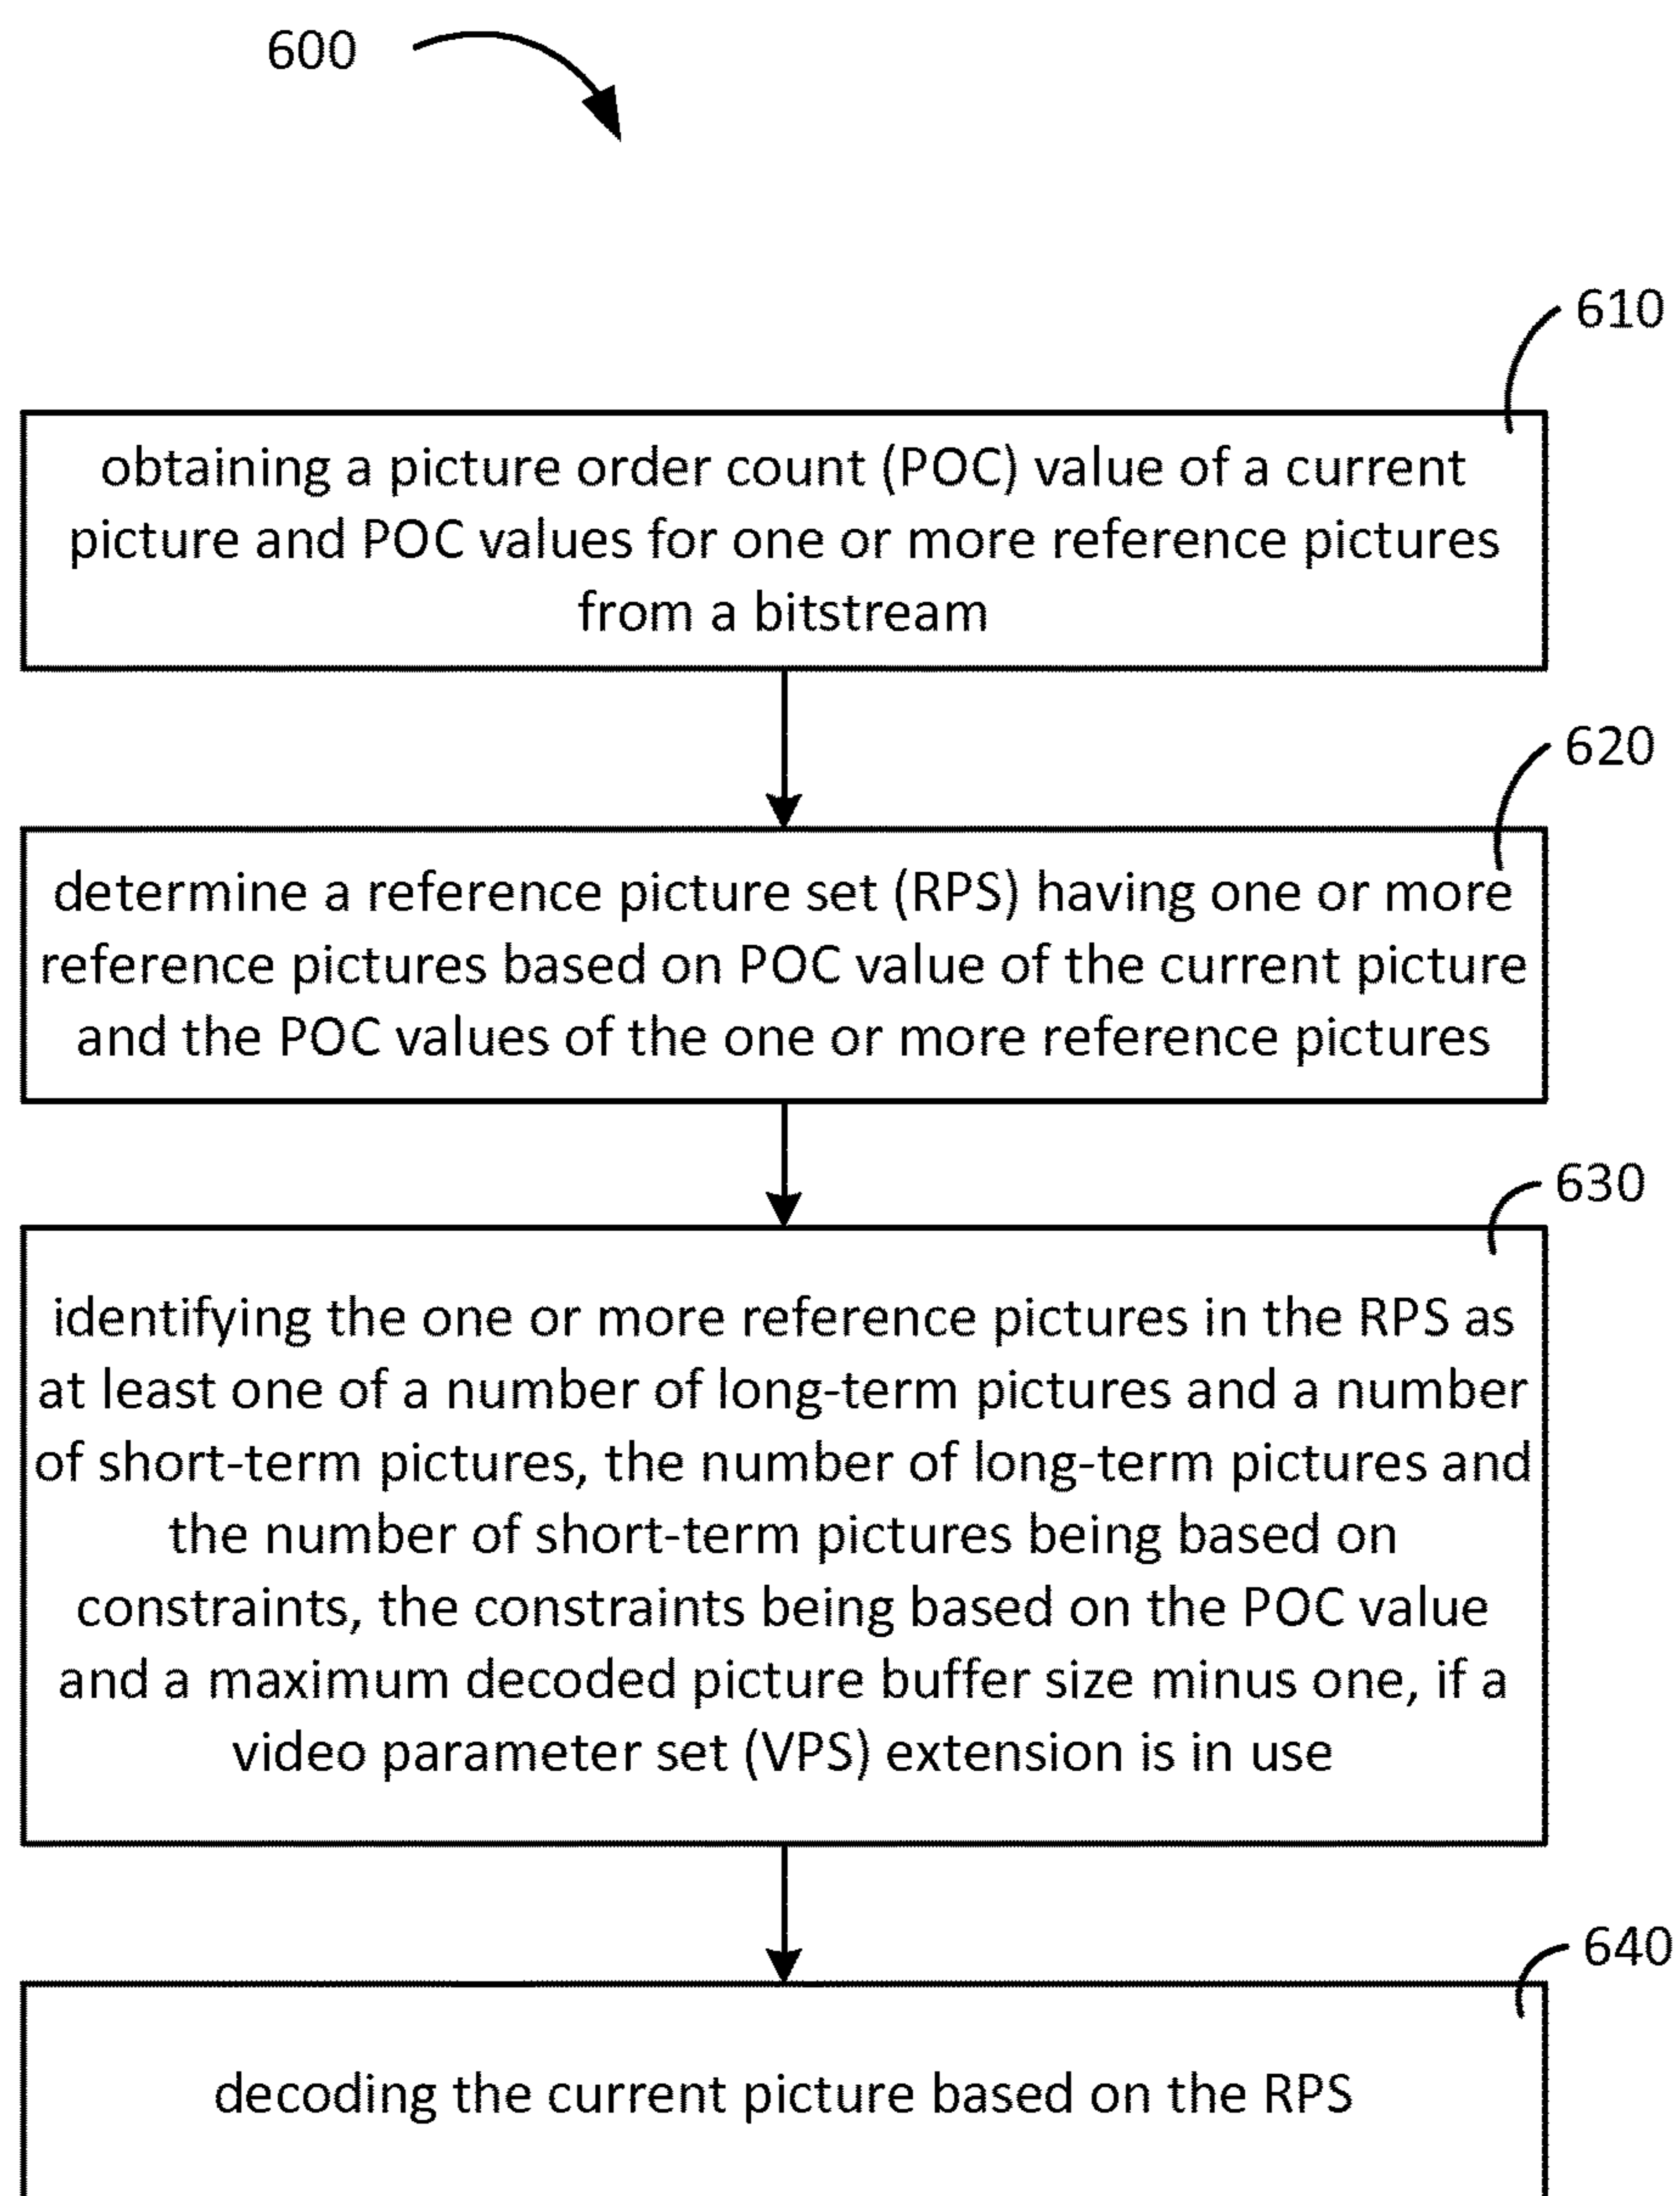 600
610
obtaining a picture order count (POC) value of a current
picture and POC values for one or more reference pictures
from a bitstream
620
determine a reference picture set (RPS) having one or more
reference pictures based on POC value of the current picture
and the POC values of the one or more reference pictures
630
identifying the one or more reference pictures in the RPS as
at least one of a number of long-term pictures and a number
of short-term pictures, the number of long-term pictures and
the number of short-term pictures being based on
constraints, the constraints being based on the POC value
and a maximum decoded picture buffer size minus one, if a
video parameter set (VPS) extension is in use
640
decoding the current picture based on the RPS